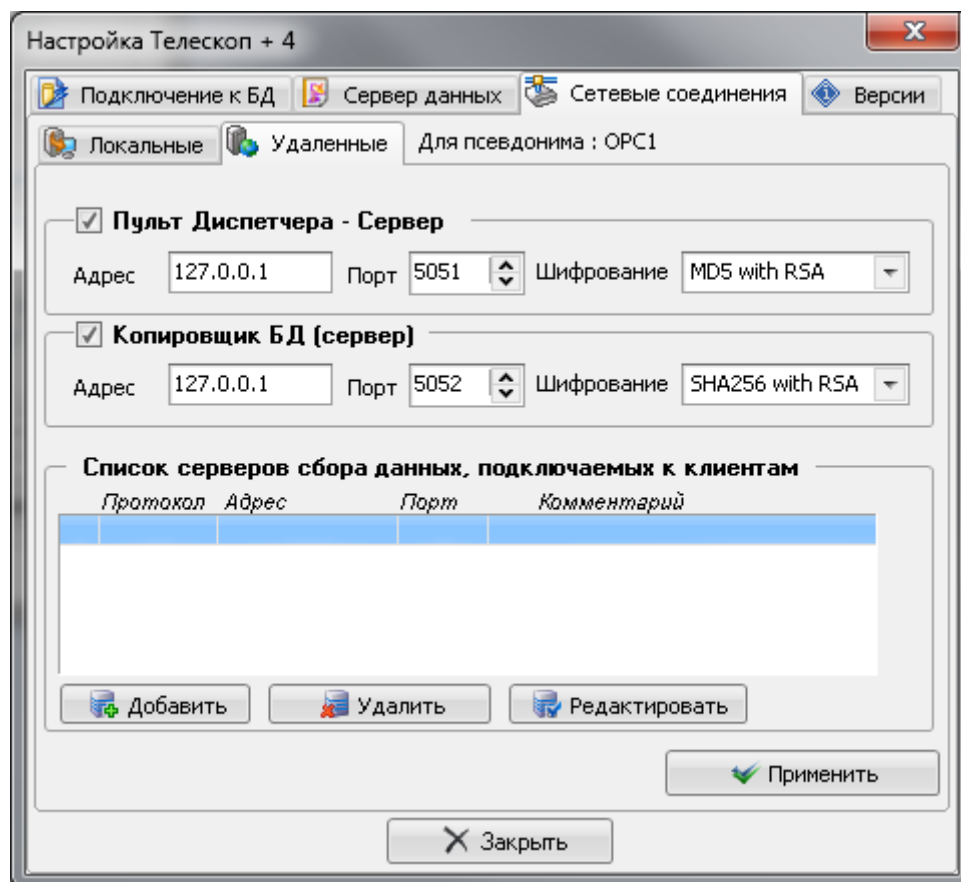 Настройка Телескоп + 4
Подключение к БД Сервер данных Сетевые соединения Версии
Локальные Удаленные Для псевдонима : OPC1
Пульт Диспетчера - Сервер
Адрес 127.0.0.1 Порт 5051 Шифрование MD5 with RSA
Копировщик БД (сервер)
Адрес 127.0.0.1 Порт 5052 Шифрование SHA256 with RSA
Список серверов сбора данных, подключаемых к клиентам
Протокол Адрес Порт Комментарий
Добавить Удалить Редактировать
Применить
Закрыть